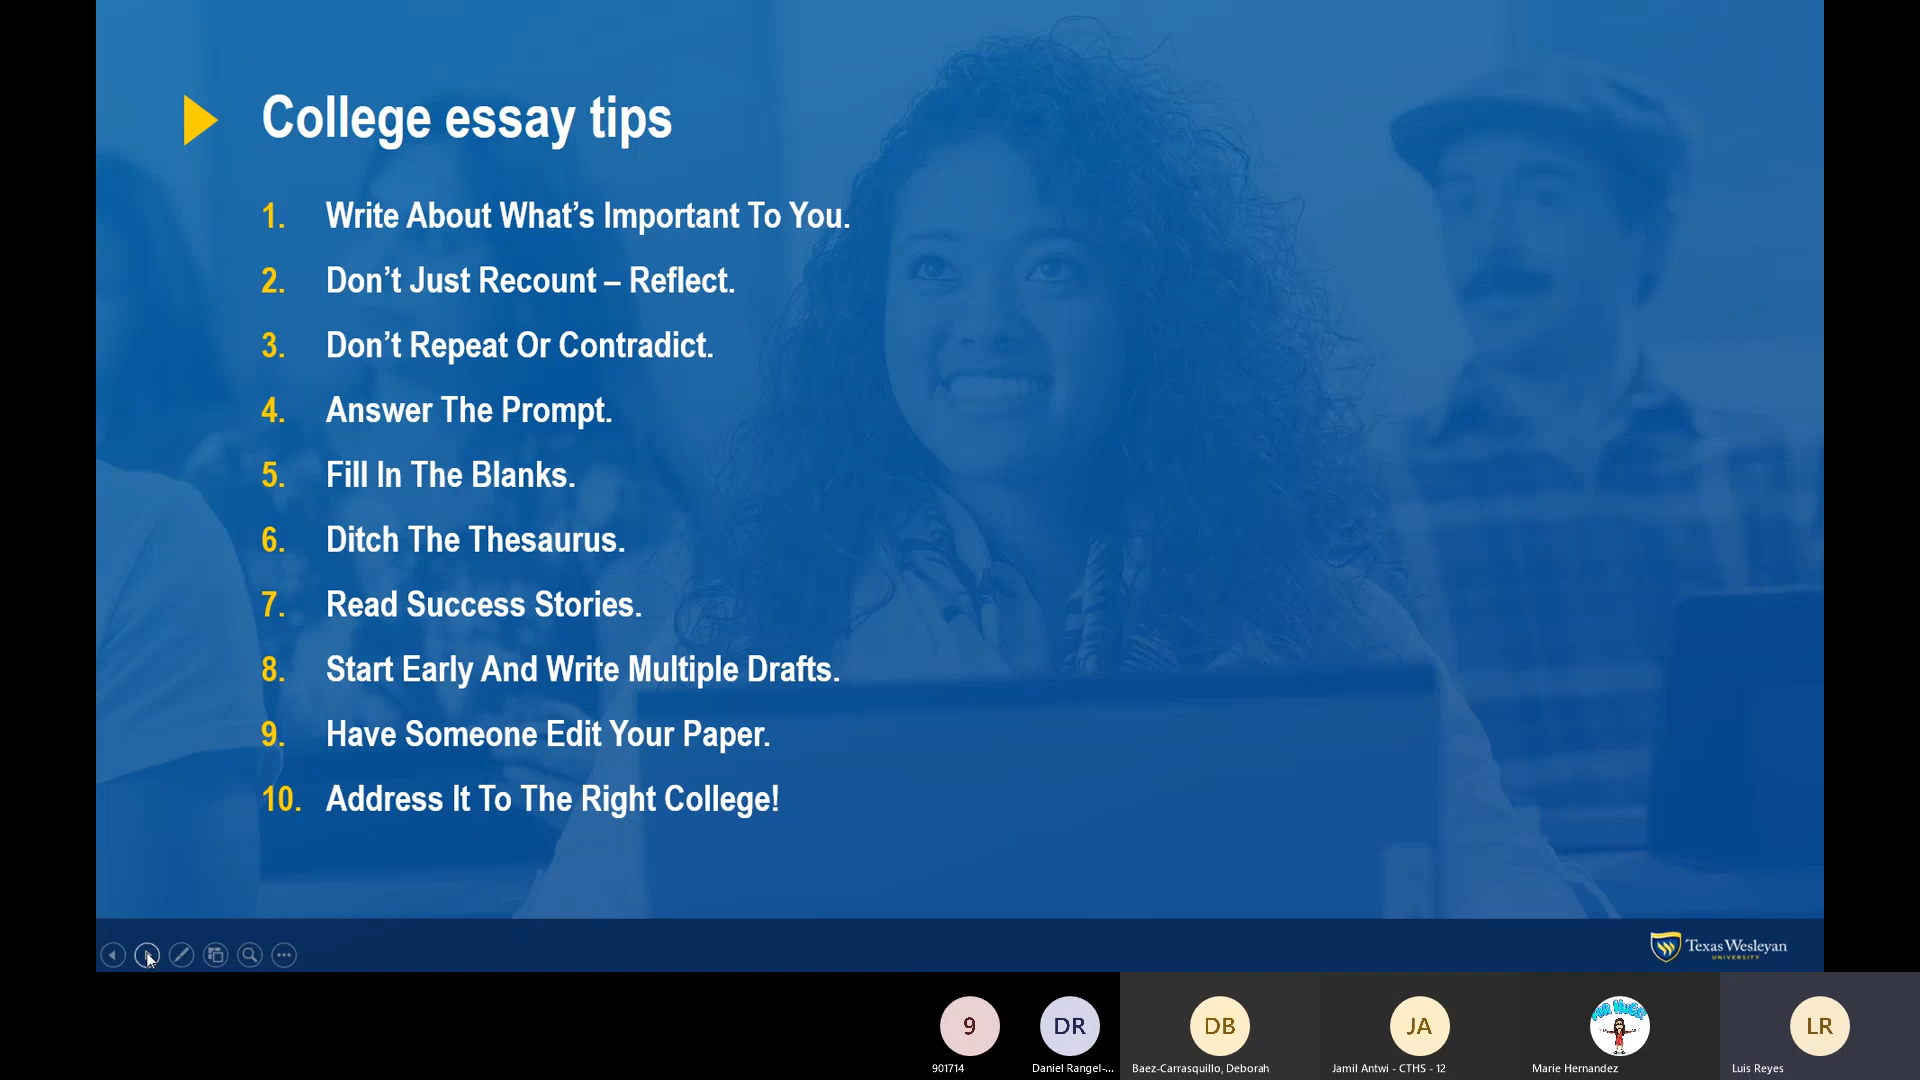 College essay tips
1. Write About What's Important To You.
2. Don't Just Recount – Reflect.
3. Don't Repeat Or Contradict.
4. Answer The Prompt.
5. Fill In The Blanks.
6. Ditch The Thesaurus.
7. Read Success Stories.
8. Start Early And Write Multiple Drafts.
9. Have Someone Edit Your Paper.
10. Address It To The Right College!
Texas Wesleyan
UNIVERSITY
9
DR
DB
JA
LR
901714
Daniel Rangel-...
Baez-Carrasquillo, Deborah
Jamil Antwi - CTHS - 12
Marie Hernandez
Luis Reyes